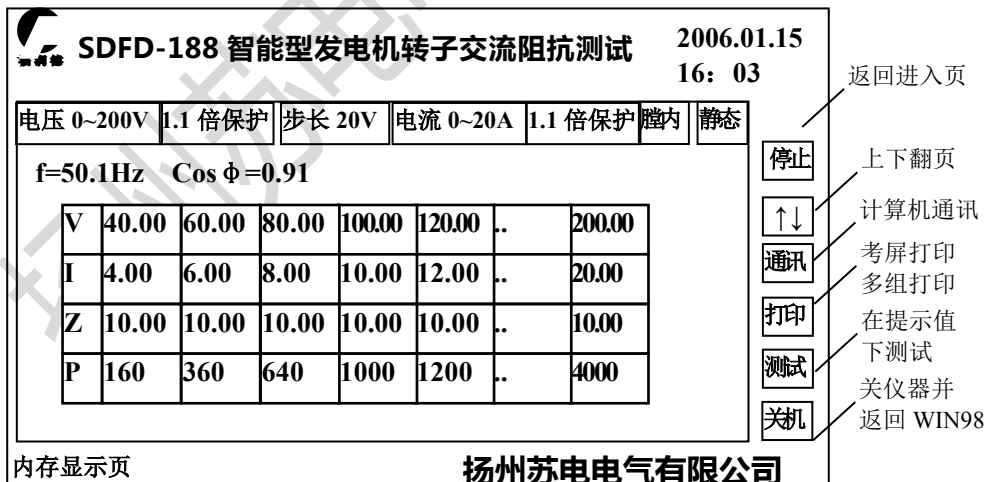 SDFD-188 智能型发电机转子交流阻抗测试
2006.01.15
16：03
电压 0~200V 1.1 倍保护 步长 20V 电流 0~20A 1.1 倍保护 膛内 静态
f=50.1Hz Cosφ=0.91
V 40.00 60.00 80.00 100.00 120.00 .. 200.00
I 4.00 6.00 8.00 10.00 12.00 .. 20.00
Z 10.00 10.00 10.00 10.00 10.00 .. 10.00
P 160 360 640 1000 1200 .. 4000
停止
↑↓
通讯
打印
测试
关机
返回进入页
上下翻页
计算机通讯
考屏打印
多组打印
在提示值
下测试
关仪器并
返回 WIN98
内存显示页
扬州苏电电气有限公司